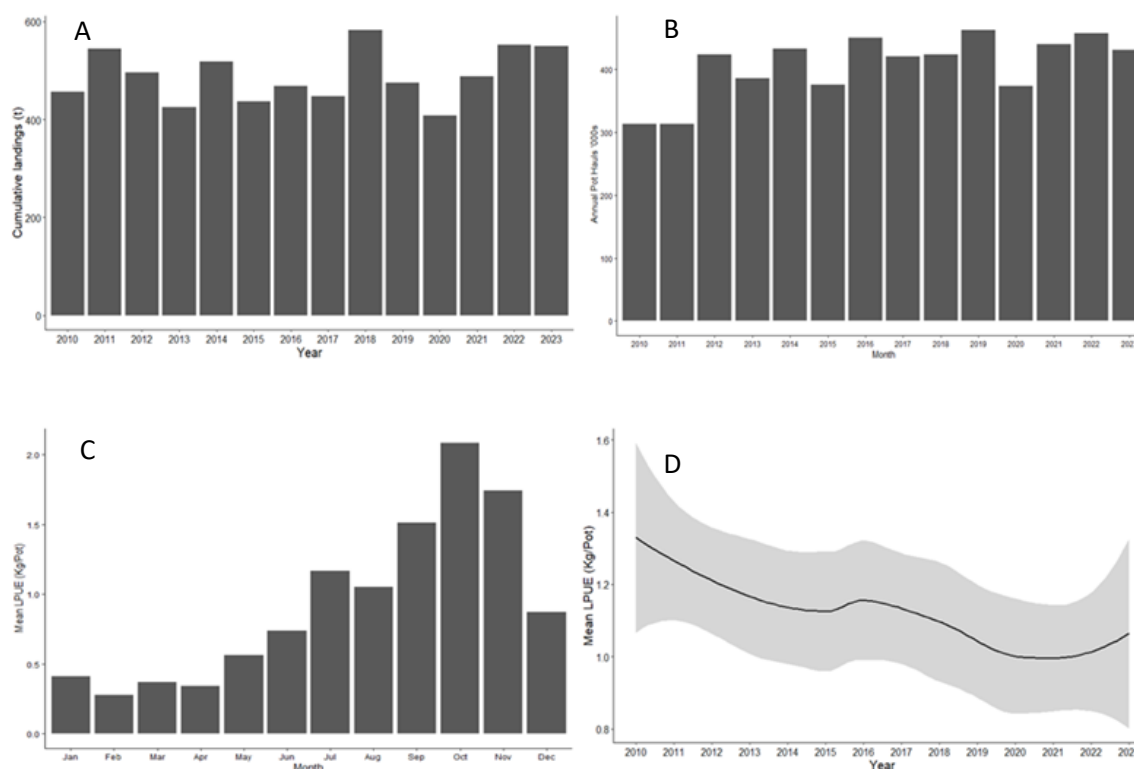 A
600
400
200
0
Cumulative landings (t)
2010 2011 2012 2013 2014 2015 2016 2017 2018 2019 2020 2021 2022 2023
Year
B
400
300
200
100
0
Annual Pot Hauls '000s
2010 2011 2012 2013 2014 2015 2016 2017 2018 2019 2020 2021 2022 202
Month
C
2.0
1.5
1.0
0.5
0.0
Mean LPUE (Kg/Pot)
Jan Feb Mar Apr May Jun Jul Aug Sep Oct Nov Dec
Month
D
1.6
1.4
1.2
1.0
0.8
Mean LPUE (Kg/Pot)
2010 2011 2012 2013 2014 2015 2016 2017 2018 2019 2020 2021 2022 202
Year